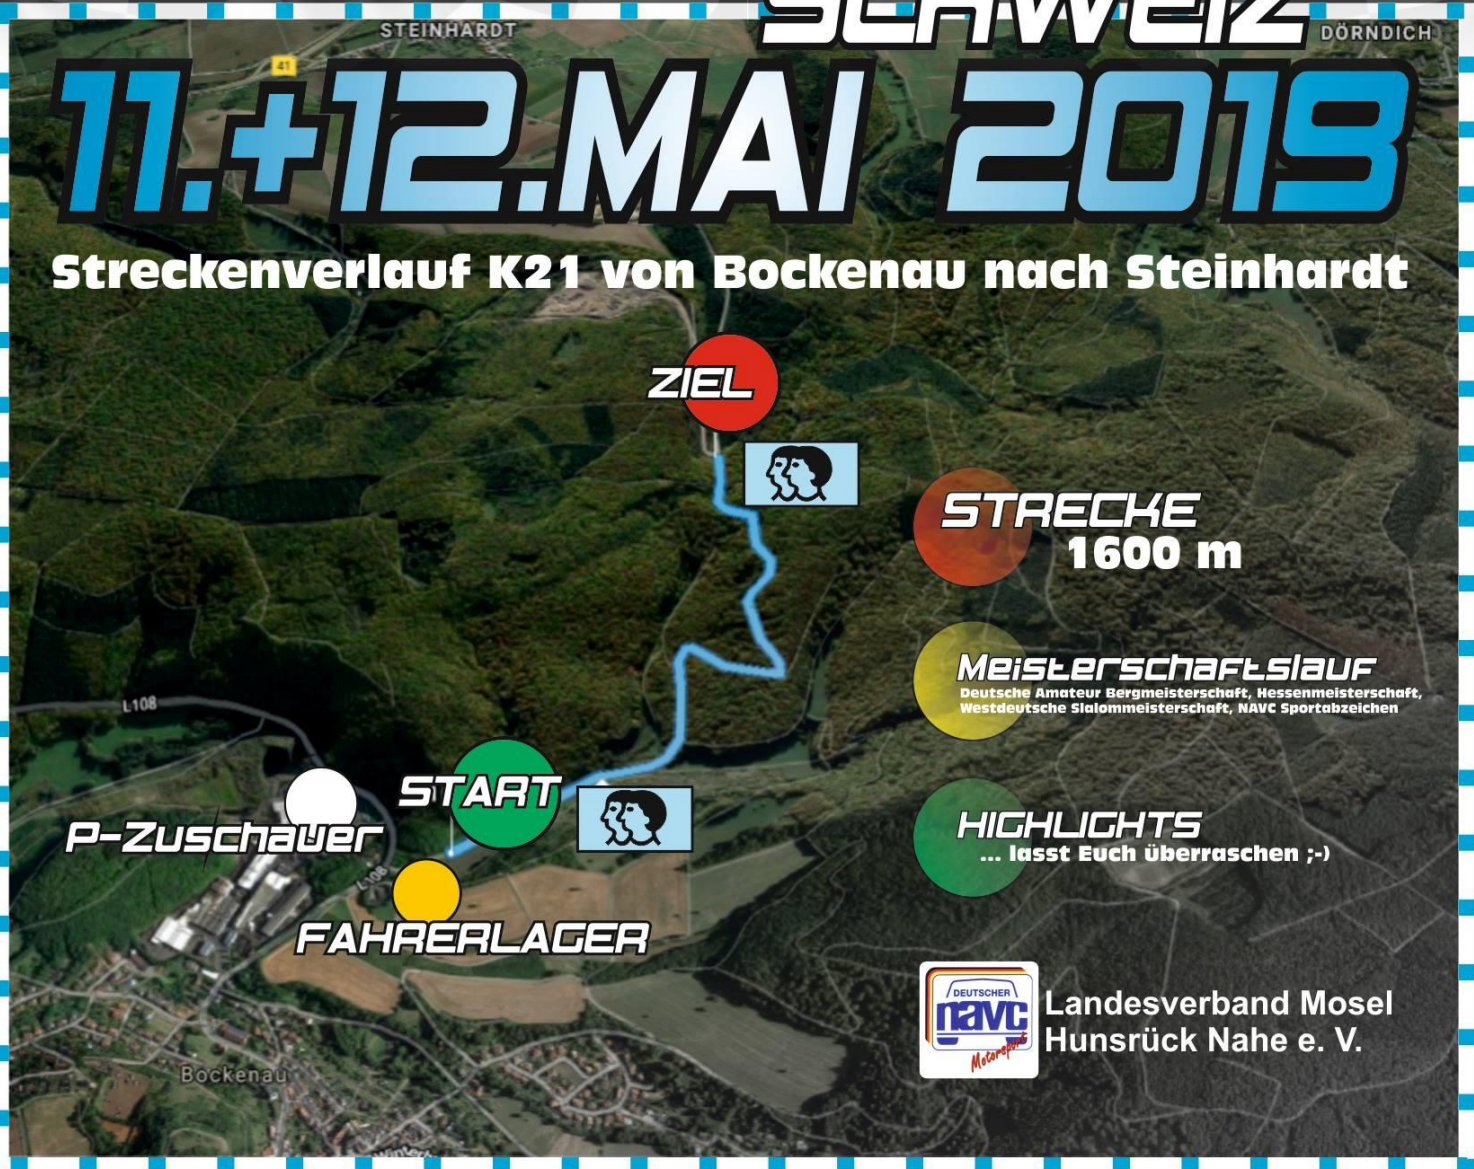 SCHWEIZ
STEINHARDT
DÖRNDICH
41
11.+12.MAI 2019
Streckenverlauf K21 von Bockenau nach Steinhardt
ZIEL
STRECKE
1600 m
Meisterschaftslauf
Deutsche Amateur Bergmeisterschaft, Hessenmeisterschaft,
Westdeutsche Slalommeisterschaft, NAVC Sportabzeichen
L108
START
P-Zuschauer
HIGHLIGHTS
... lasst Euch überraschen ;-)
L108
FAHRERLAGER
DEUTSCHER
navc
Motorsport
Landesverband Mosel
Hunsrück Nahe e. V.
Bockenau